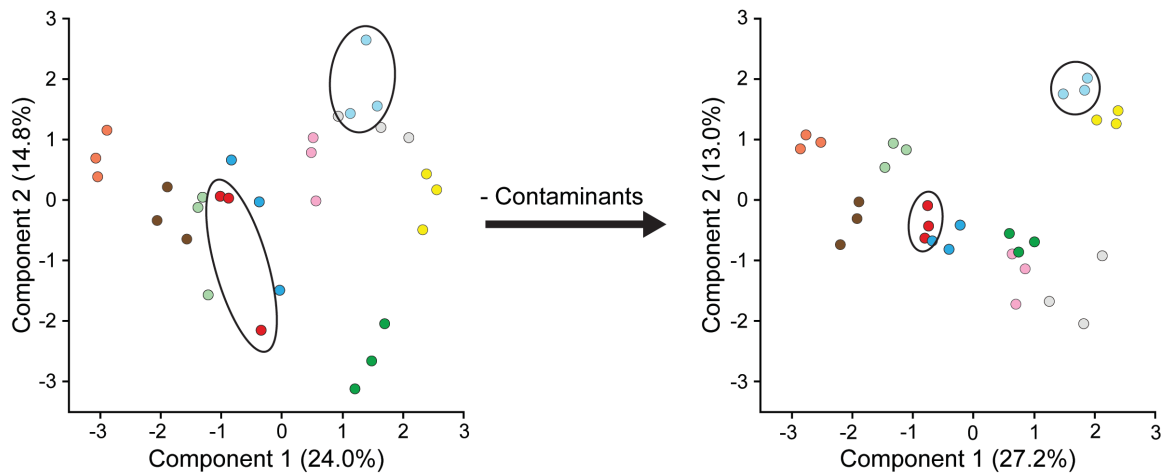 3
2
1
0
-1
-2
-3
Component 2 (14.8%)
-3 -2 -1 0 1 2 3
Component 1 (24.0%)
- Contaminants
3
2
1
0
-1
-2
-3
Component 2 (13.0%)
-3 -2 -1 0 1 2 3
Component 1 (27.2%)